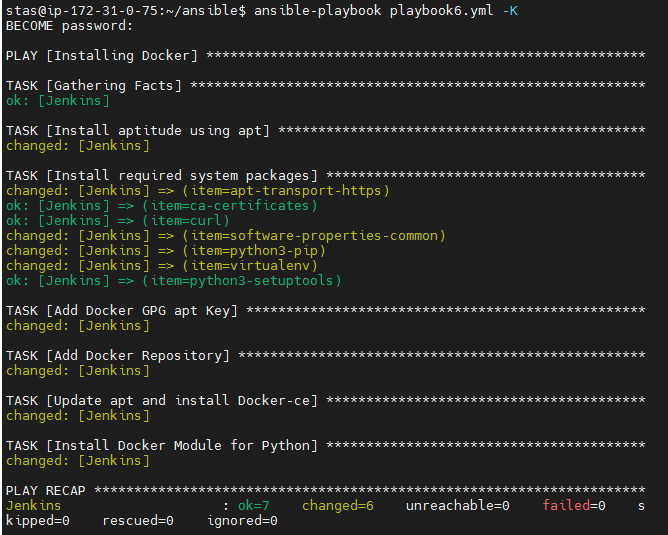 stas@ip-172-31-0-75:~/ansible$ ansible-playbook playbook6.yml -K
BECOME password:
PLAY [Installing Docker] *******************************************************
TASK [Gathering Facts] *********************************************************
ok: [Jenkins]
TASK [Install aptitude using apt] **********************************************
changed: [Jenkins]
TASK [Install required system packages] ****************************************
changed: [Jenkins] => (item=apt-transport-https)
ok: [Jenkins] => (item=ca-certificates)
ok: [Jenkins] => (item=curl)
changed: [Jenkins] => (item=software-properties-common)
changed: [Jenkins] => (item=python3-pip)
changed: [Jenkins] => (item=virtualenv)
ok: [Jenkins] => (item=python3-setuptools)
TASK [Add Docker GPG apt Key] **************************************************
changed: [Jenkins]
TASK [Add Docker Repository] ***************************************************
changed: [Jenkins]
TASK [Update apt and install Docker-ce] ****************************************
changed: [Jenkins]
TASK [Install Docker Module for Python] ****************************************
changed: [Jenkins]
PLAY RECAP *********************************************************************
Jenkins                    : ok=7    changed=6    unreachable=0    failed=0    s
kipped=0    rescued=0    ignored=0